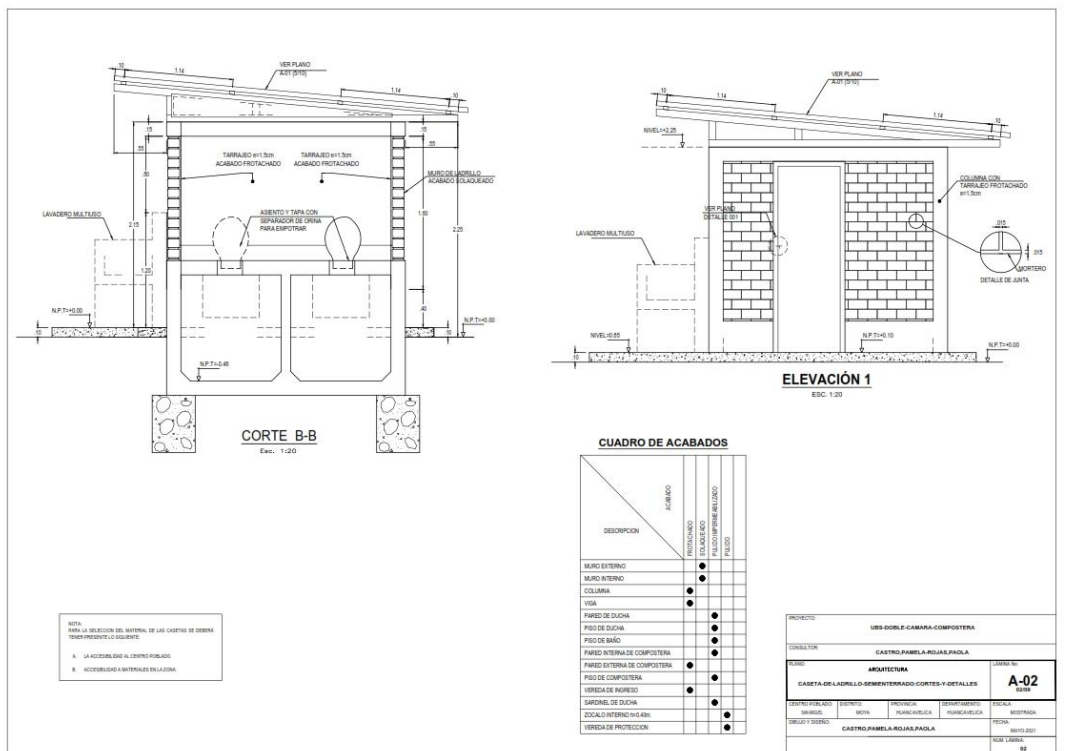 .10
1.14
VER PLANO
A-01 (5/10)
1.14
.10
.15
.55
.15
.55
TARRAJEO e=1.5cm
ACABADO FROTACHADO
TARRAJEO e=1.5cm
ACABADO FROTACHADO
MURO DE LADRILLO
ACABADO SOLAQUEADO
LAVADERO MULTIUSO
ASIENTO Y TAPA CON
SEPARADOR DE ORINA
PARA EMPOTRAR
2.15
2.25
1.20
.40
N.P.T=+0.00
N.P.T=+0.00
.10
.10
N.P.T=-0.46
CORTE B-B
Esc. 1:20
.10
1.14
VER PLANO
A-01 (5/10)
1.14
.10
NIVEL=+2.25
COLUMNA CON
TARRAJEO FROTACHADO
e=1.5cm
VER PLANO
DETALLE 001
LAVADERO MULTIUSO
.015
.015
MORTERO
DETALLE DE JUNTA
NIVEL=0.65
N.P.T=+0.10
N.P.T=+0.00
.10
ELEVACIÓN 1
ESC. 1:20
CUADRO DE ACABADOS
ACABADO
DESCRIPCION
FROTACHADO
SOLAQUEADO
PULIDO IMPERMEABILIZADO
PULIDO
MURO EXTERNO
MURO INTERNO
COLUMNA
VIGA
PARED DE DUCHA
PISO DE DUCHA
PISO DE BAÑO
PARED INTERNA DE COMPOSTERA
PARED EXTERNA DE COMPOSTERA
PISO DE COMPOSTERA
VEREDA DE INGRESO
SARDINEL DE DUCHA
ZOCALO INTERNO h=0.40m.
VEREDA DE PROTECCION
NOTA:
PARA LA SELECCION DEL MATERIAL DE LAS CASETAS SE DEBERA
TENER PRESENTE LO SIGUIENTE:
A. LA ACCESIBILIDAD AL CENTRO POBLADO
B. ACCESIBILIDAD A MATERIALES EN LA ZONA
PROYECTO:
UBS-DOBLE-CAMARA-COMPOSTERA
CONSULTOR:
CASTRO,PAMELA-ROJAS,PAOLA
PLANO:
ARQUITECTURA
CASETA-DE-LADRILLO-SEMIENTERRADO:CORTES-Y-DETALLES
LÁMINA No:
A-02
02/09
CENTRO POBLADO:
DISTRITO:
MOYA
PROVINCIA:
HUANCAVELICA
DEPARTAMENTO:
HUANCAVELICA
ESCALA:
MOSTRADA
DIBUJO Y DISEÑO:
CASTRO,PAMELA-ROJAS,PAOLA
FECHA:
MAYO-2021
NUM. LÁMINA:
02